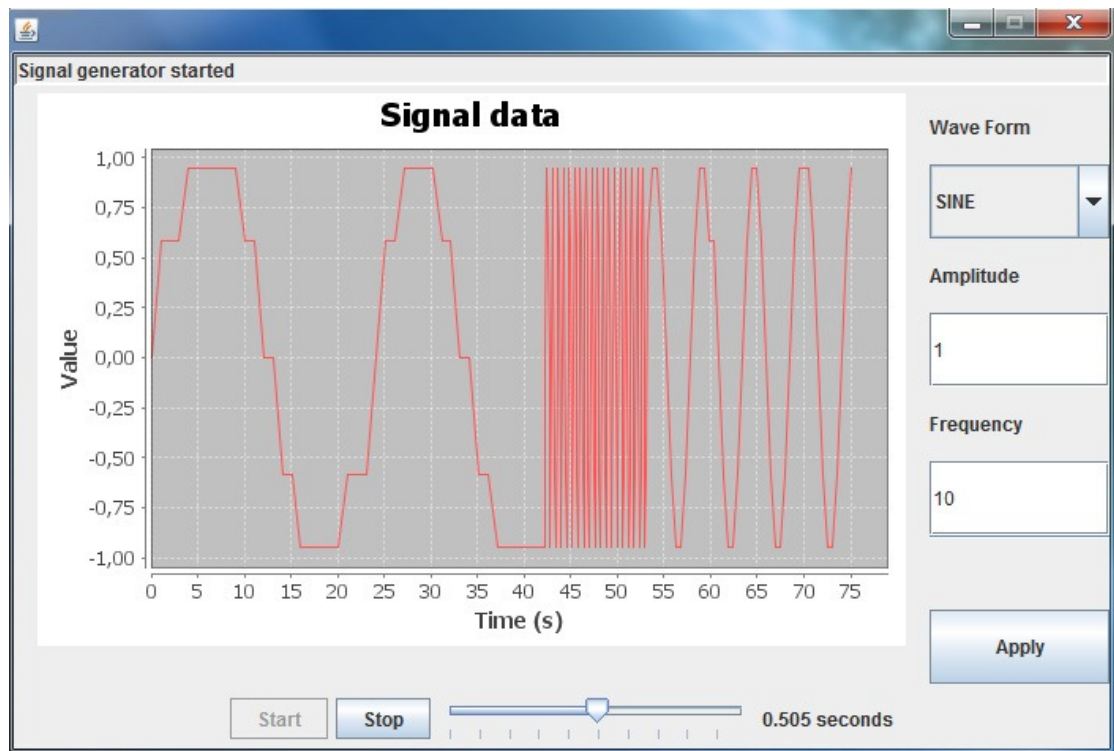 Signal generator started
Signal data
Value
1,00
0,75
0,50
0,25
0,00
-0,25
-0,50
-0,75
-1,00
0 5 10 15 20 25 30 35 40 45 50 55 60 65 70 75
Time (s)
Wave Form
SINE
Amplitude
1
Frequency
10
Apply
Start Stop 0.505 seconds